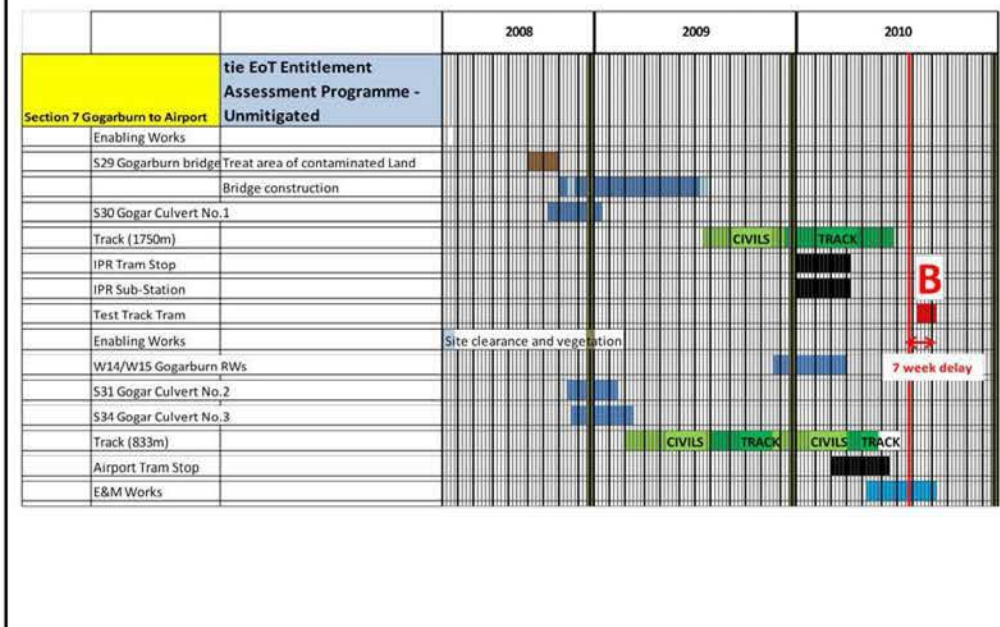 2008 2009 2010
tie EoT Entitlement
Assessment Programme -
Section 7 Gogarburn to Airport Unmitigated
Enabling Works
S29 Gogarburn bridge Treat area of contaminated Land
Bridge construction
S30 Gogar Culvert No.1
Track (1750m) CIVILS TRACK
IPR Tram Stop
IPR Sub-Station B
Test Track Tram
Enabling Works Site clearance and vegetation
W14/W15 Gogarburn RWs 7 week delay
S31 Gogar Culvert No.2
S34 Gogar Culvert No.3
Track (833m) CIVILS TRACK CIVILS TRACK
Airport Tram Stop
E&M Works